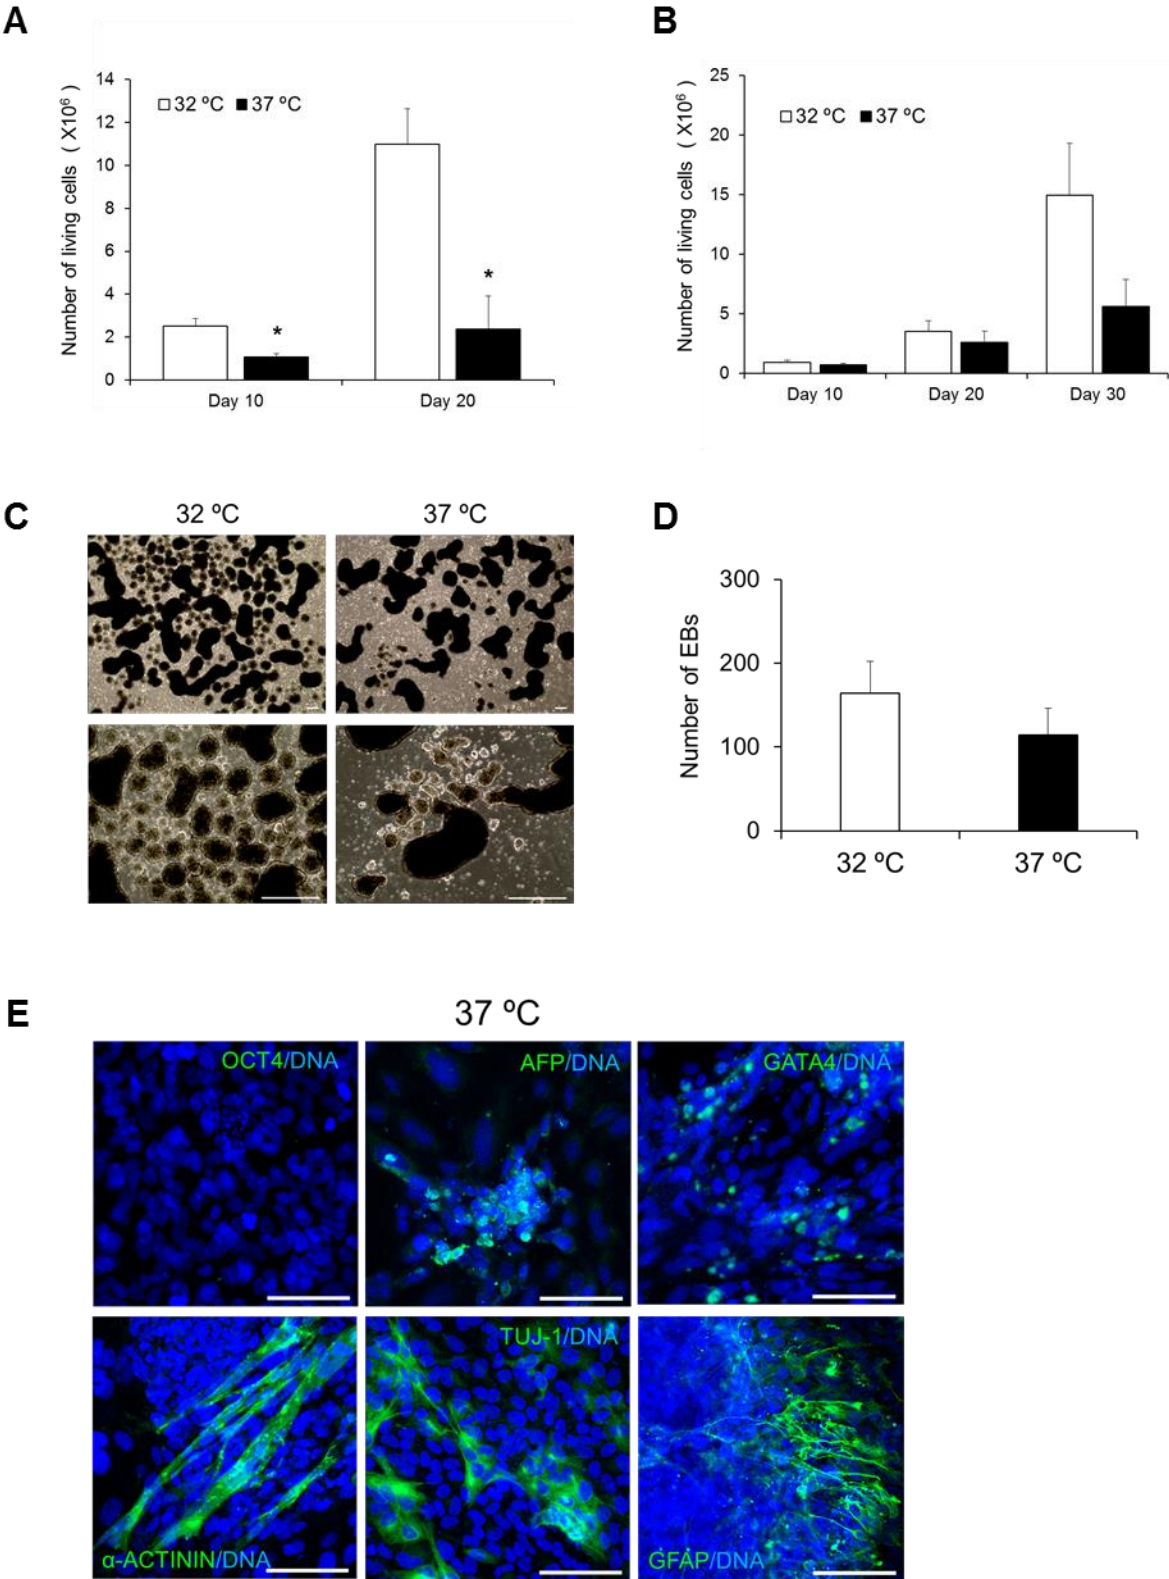 A
Number of living cells ( X10⁶ )
14
12
10
8
6
4
2
0
32 ºC 37 ºC
*
*
Day 10 Day 20
B
Number of living cells ( X10⁶ )
25
20
15
10
5
0
32 ºC 37 ºC
Day 10 Day 20 Day 30
C
32 ºC 37 ºC
D
Number of EBs
300
200
100
0
32 ºC 37 ºC
E
37 ºC
OCT4/DNA
AFP/DNA
GATA4/DNA
α-ACTININ/DNA
TUJ-1/DNA
GFAP/DNA